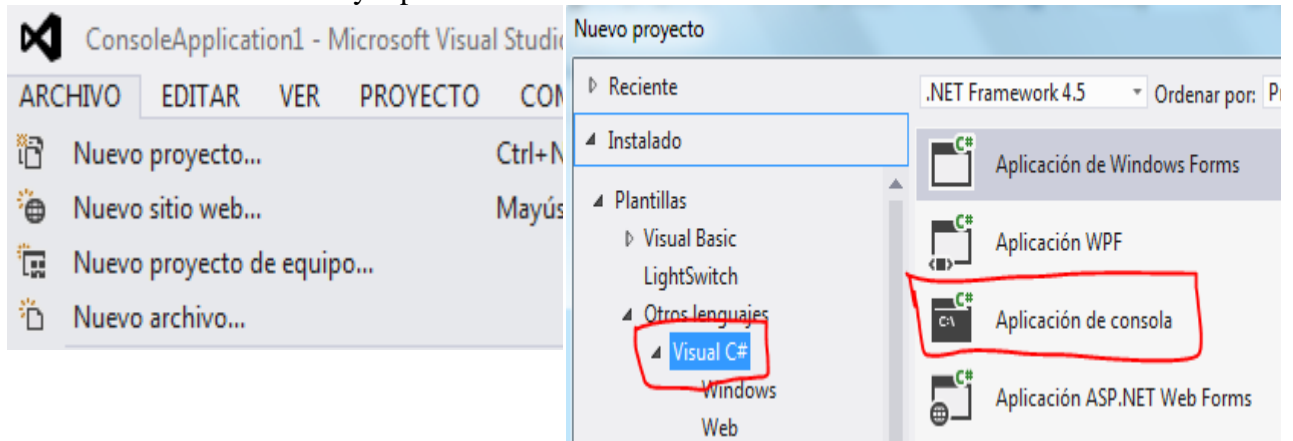 ConsoleApplication1 - Microsoft Visual Studio
ARCHIVO EDITAR VER PROYECTO
Nuevo proyecto... Ctrl+N
Nuevo sitio web... Mayús
Nuevo proyecto de equipo...
Nuevo archivo...
Nuevo proyecto
Reciente
Instalado
Plantillas
Visual Basic
LightSwitch
Otros lenguajes
Visual C#
Windows
Web
.NET Framework 4.5 Ordenar por:
C# Aplicación de Windows Forms
C# Aplicación WPF
C# C:\ Aplicación de consola
C# Aplicación ASP.NET Web Forms